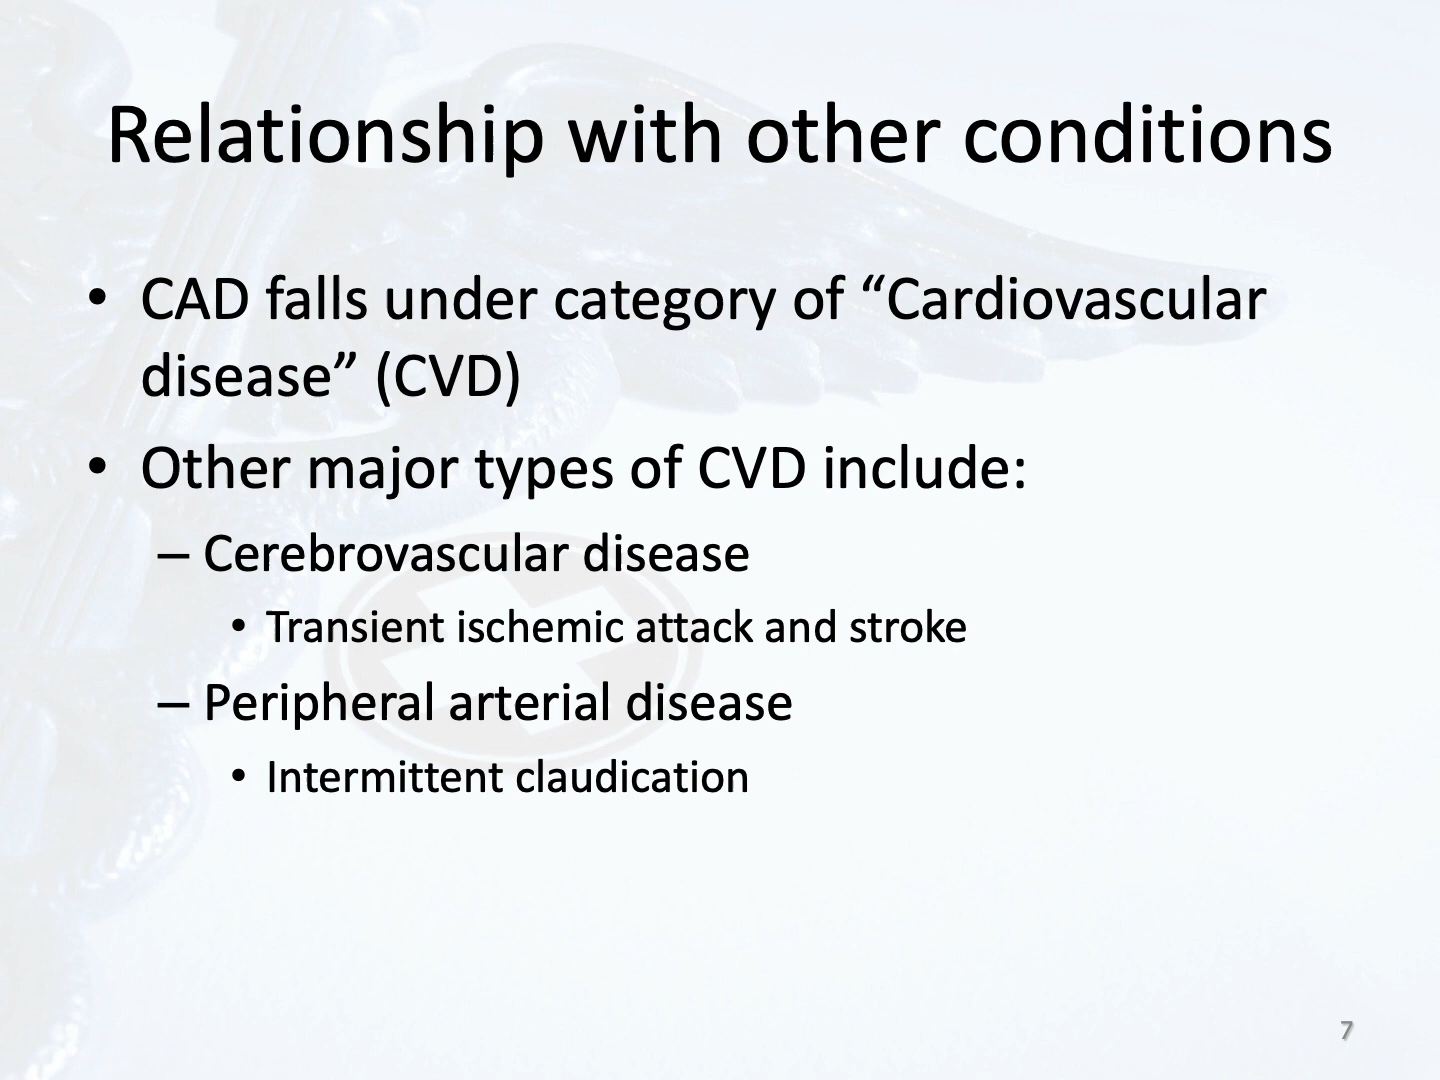 Relationship with other conditions
• CAD falls under category of “Cardiovascular
disease” (CVD)
• Other major types of CVD include:
– Cerebrovascular disease
• Transient ischemic attack and stroke
– Peripheral arterial disease
• Intermittent claudication
7